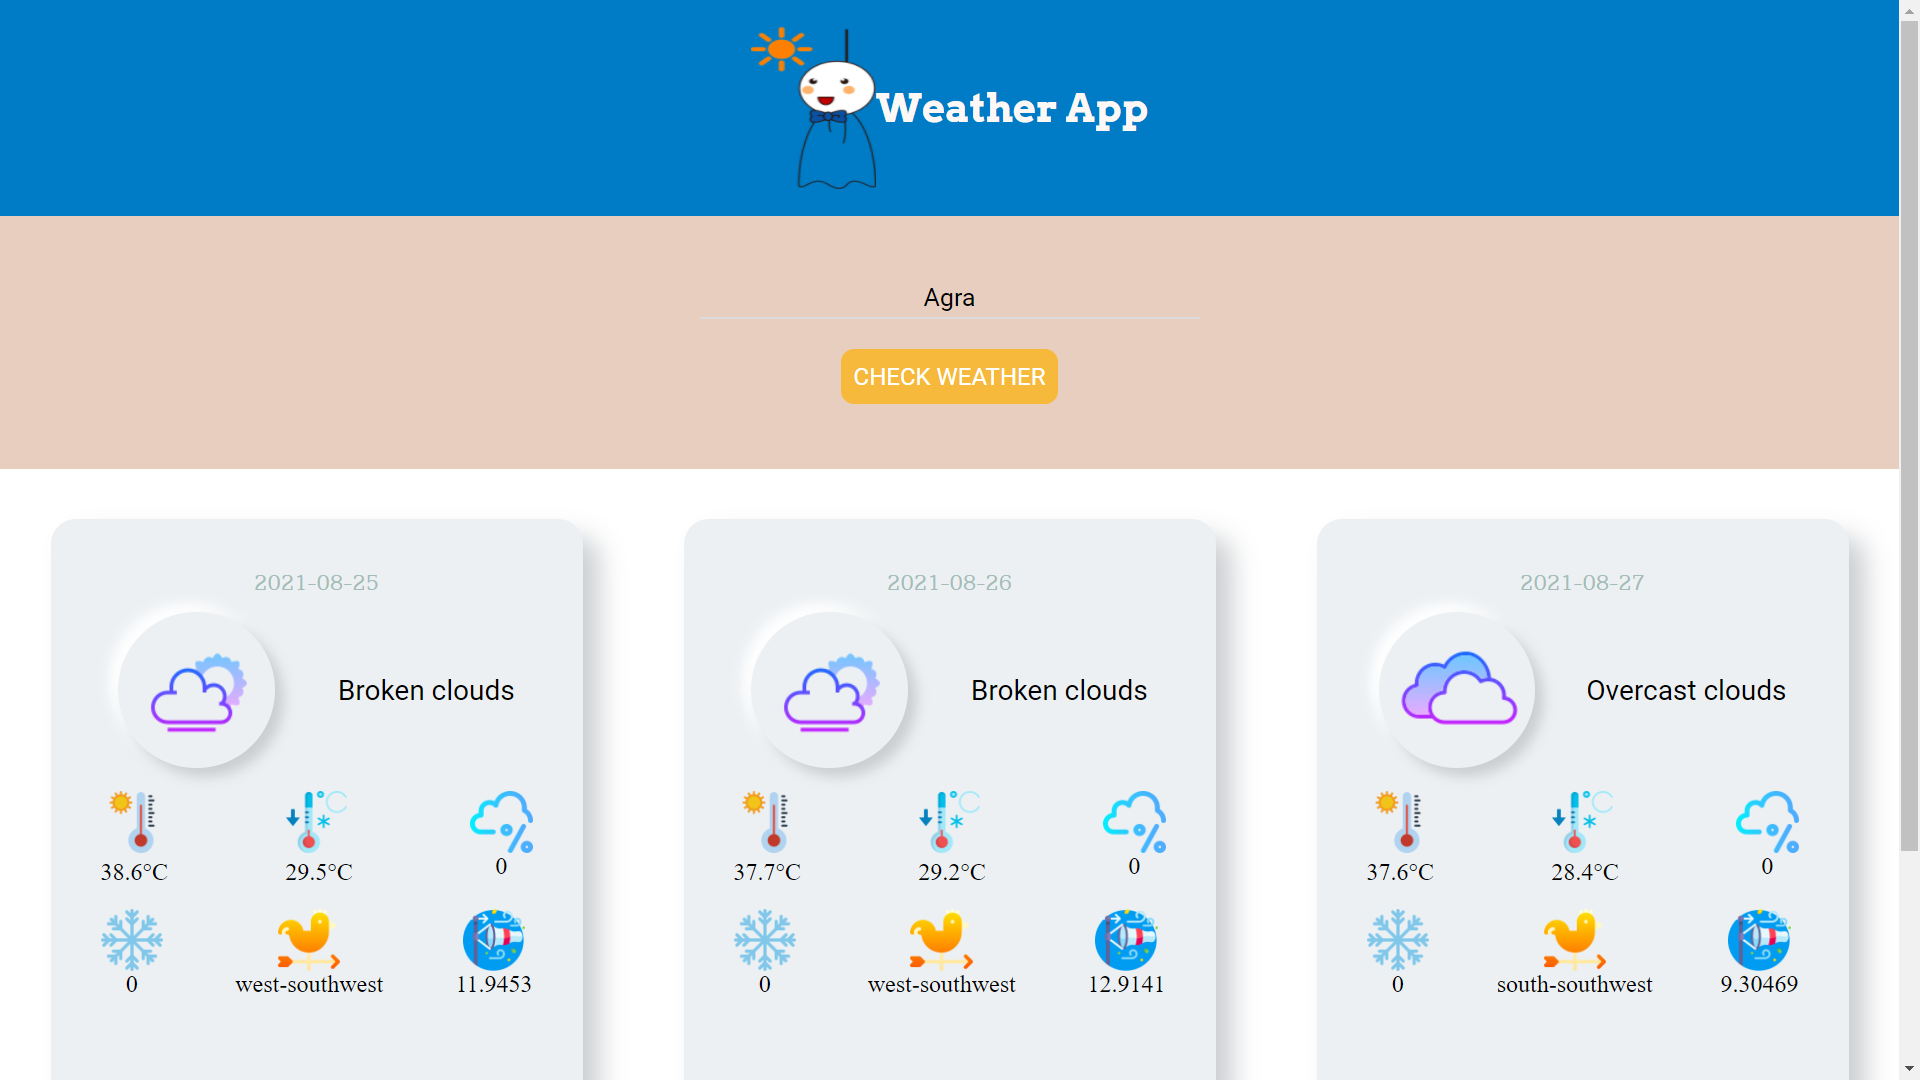 Weather App
Agra
CHECK WEATHER
2021-08-25
Broken clouds
°C
38.6°C
29.5°C
0
0
west-southwest
11.9453
2021-08-26
Broken clouds
°C
37.7°C
29.2°C
0
0
west-southwest
12.9141
2021-08-27
Overcast clouds
°C
37.6°C
28.4°C
0
0
south-southwest
9.30469